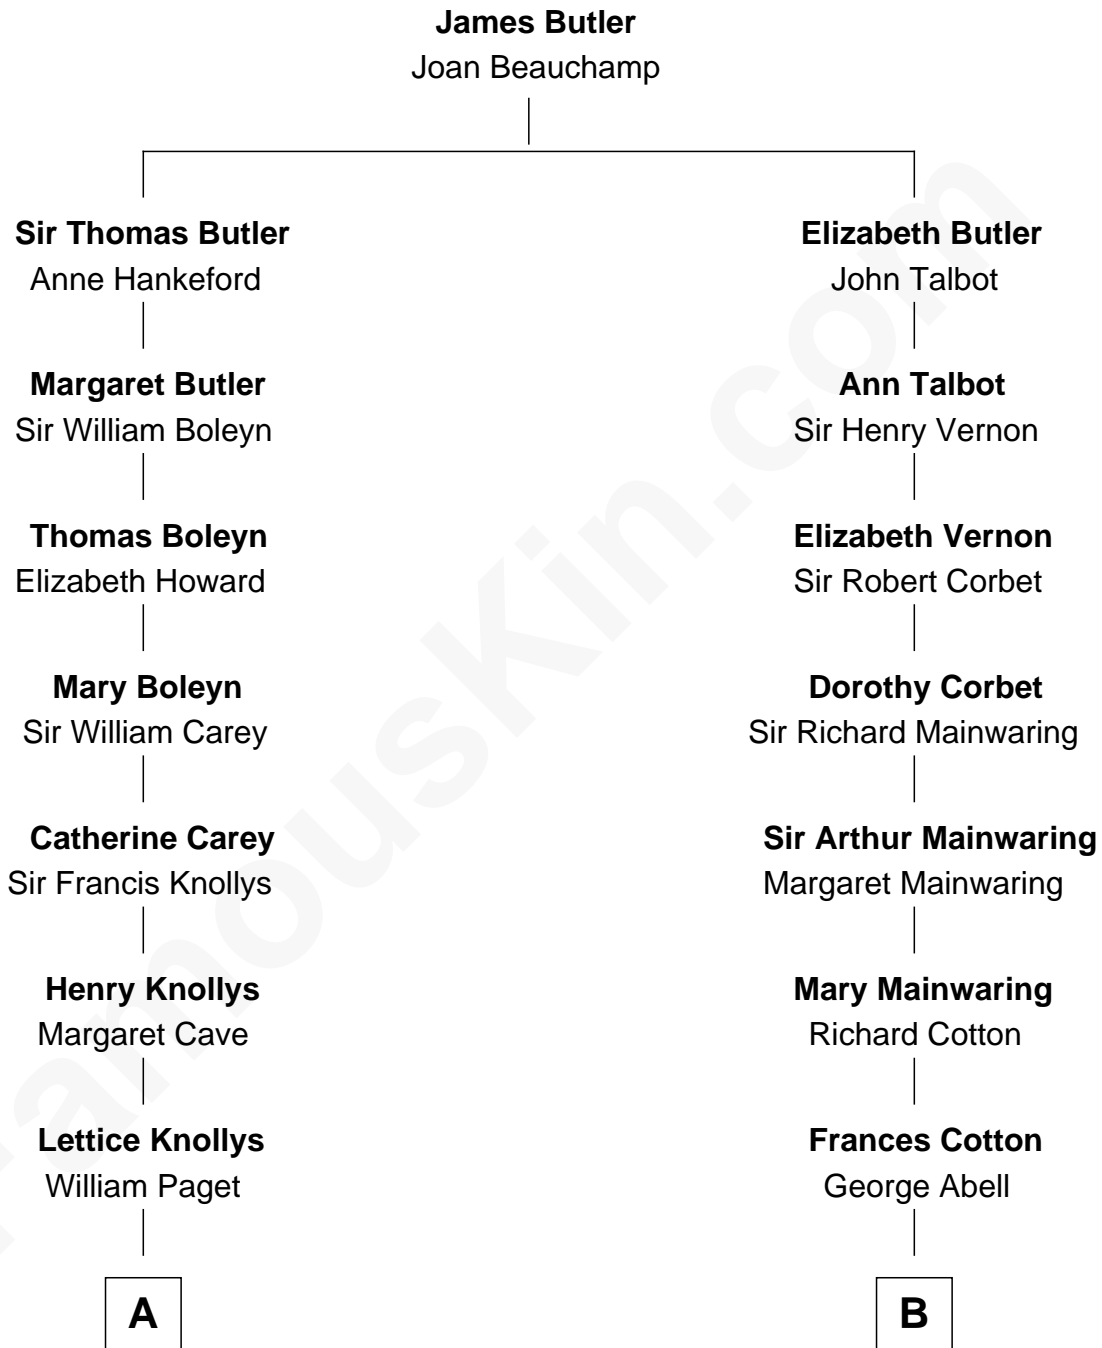 James Butler
Joan Beauchamp
Sir Thomas Butler
Anne Hankeford
Elizabeth Butler
John Talbot
Margaret Butler
Sir William Boleyn
Ann Talbot
Sir Henry Vernon
Thomas Boleyn
Elizabeth Howard
Elizabeth Vernon
Sir Robert Corbet
Mary Boleyn
Sir William Carey
Dorothy Corbet
Sir Richard Mainwaring
Catherine Carey
Sir Francis Knollys
Sir Arthur Mainwaring
Margaret Mainwaring
Henry Knollys
Margaret Cave
Mary Mainwaring
Richard Cotton
Lettice Knollys
William Paget
Frances Cotton
George Abell
A
B
FamousKin.com